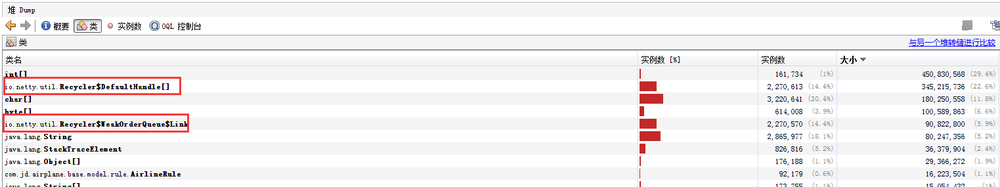 堆 Dump
概要 类 实例数 OQL 控制台
类 与另一个堆转储进行比较
类名 实例数 [%] 实例数 大小
int[] 161,734 (1%) 450,830,568 (29.4%)
io.netty.util.Recycler$DefaultHandle[] 2,270,613 (14.4%) 345,215,736 (22.6%)
char[] 3,220,641 (20.4%) 180,250,558 (11.8%)
byte[] 614,008 (3.9%) 100,589,863 (6.6%)
io.netty.util.Recycler$WeakOrderQueue$Link 2,270,570 (14.4%) 90,822,800 (5.9%)
java.lang.String 2,865,977 (18.1%) 80,247,356 (5.2%)
java.lang.StackTraceElement 826,816 (5.2%) 36,379,904 (2.4%)
java.lang.Object[] 176,188 (1.1%) 29,366,272 (1.9%)
com.jd.airplane.base.model.rule.AirlineRule 92,179 (0.6%) 16,223,504 (1.1%)
java.lang.String[] 173,755 (1.1%) 15,054,432 (1%)